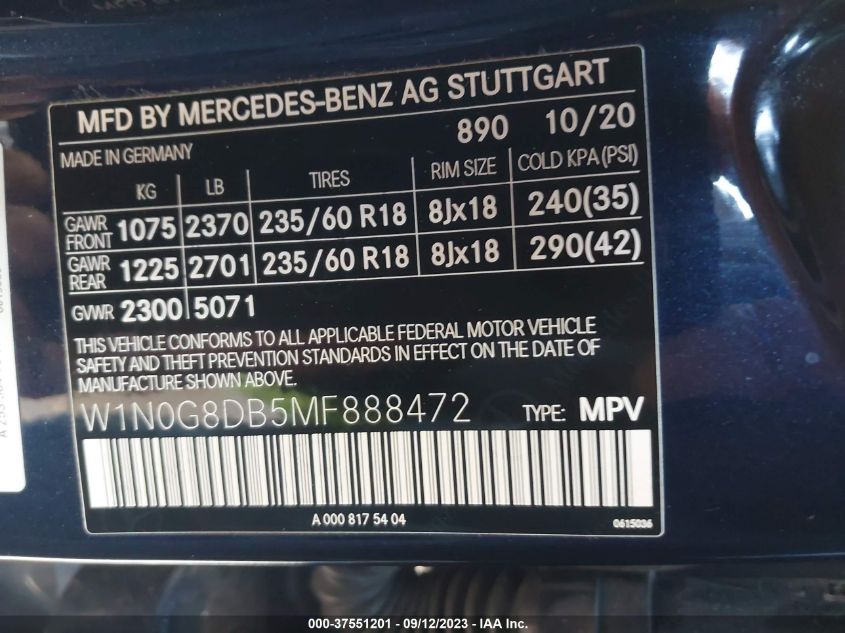 MFD BY MERCEDES-BENZ AG STUTTGART
890 10/20
MADE IN GERMANY
KG LB TIRES RIM SIZE COLD KPA (PSI)
GAWR FRONT 1075 2370 235/60 R18 8Jx18 240(35)
GAWR REAR 1225 2701 235/60 R18 8Jx18 290(42)
GVWR 2300 5071
THIS VEHICLE CONFORMS TO ALL APPLICABLE FEDERAL MOTOR VEHICLE
SAFETY AND THEFT PREVENTION STANDARDS IN EFFECT ON THE DATE OF
MANUFACTURE SHOWN ABOVE.
W1N0G8DB5MF888472 TYPE: MPV
A 000 817 54 04 0615036
000-37551201 - 09/12/2023 - IAA Inc.